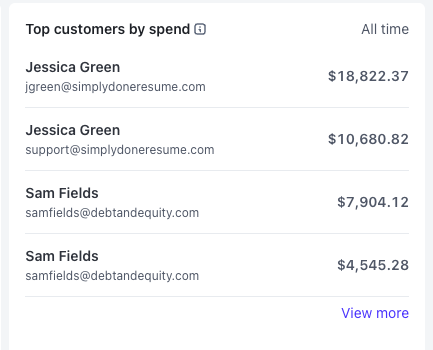 Top customers by spend
All time
Jessica Green
jgreen@simplydoneresume.com
$18,822.37
Jessica Green
support@simplydoneresume.com
$10,680.82
Sam Fields
samfields@debtandequity.com
$7,904.12
Sam Fields
samfields@debtandequity.com
$4,545.28
View more